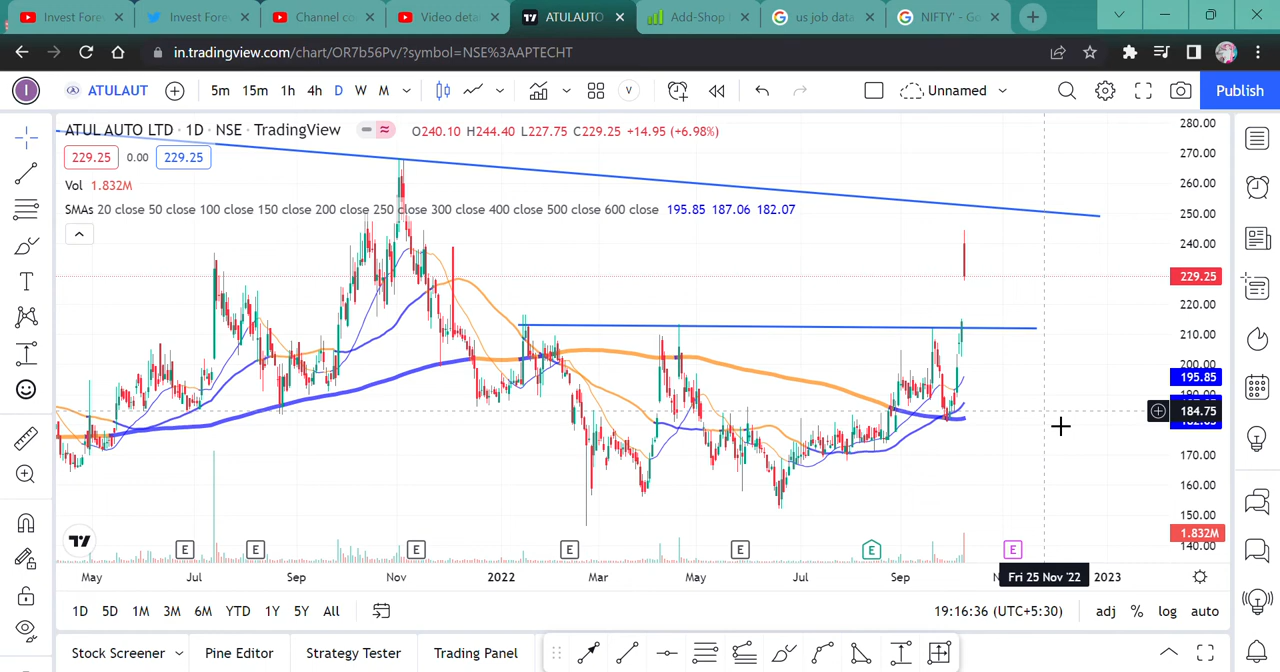 Invest Fore
Invest Fore
Channel co
Video deta
ATULAUTO
Add-Shop
us job data
NIFTY' - Go
in.tradingview.com/chart/OR7b56Pv/?symbol=NSE%3AAPTECHT
I
ATULAUT
5m 15m 1h 4h D W M
V
Unnamed
Publish
ATUL AUTO LTD · 1D · NSE · TradingView
O240.10 H244.40 L227.75 C229.25 +14.95 (+6.98%)
229.25 0.00 229.25
Vol 1.832M
SMAs 20 close 50 close 100 close 150 close 200 close 250 close 300 close 400 close 500 close 600 close 195.85 187.06 182.07
280.00
270.00
260.00
250.00
240.00
229.25
220.00
210.00
200.00
195.85
184.75
170.00
160.00
150.00
1.832M
140.00
E E E E E E E
May Jul Sep Nov 2022 Mar May Jul Sep Fri 25 Nov '22 2023
1D 5D 1M 3M 6M YTD 1Y 5Y All
19:16:36 (UTC+5:30) adj % log auto
Stock Screener Pine Editor Strategy Tester Trading Panel